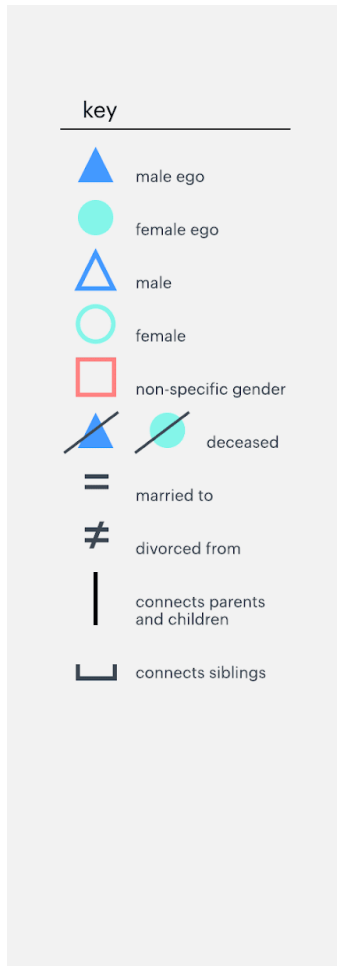 key
male ego
female ego
male
female
non-specific gender
deceased
married to
divorced from
connects parents
and children
connects siblings